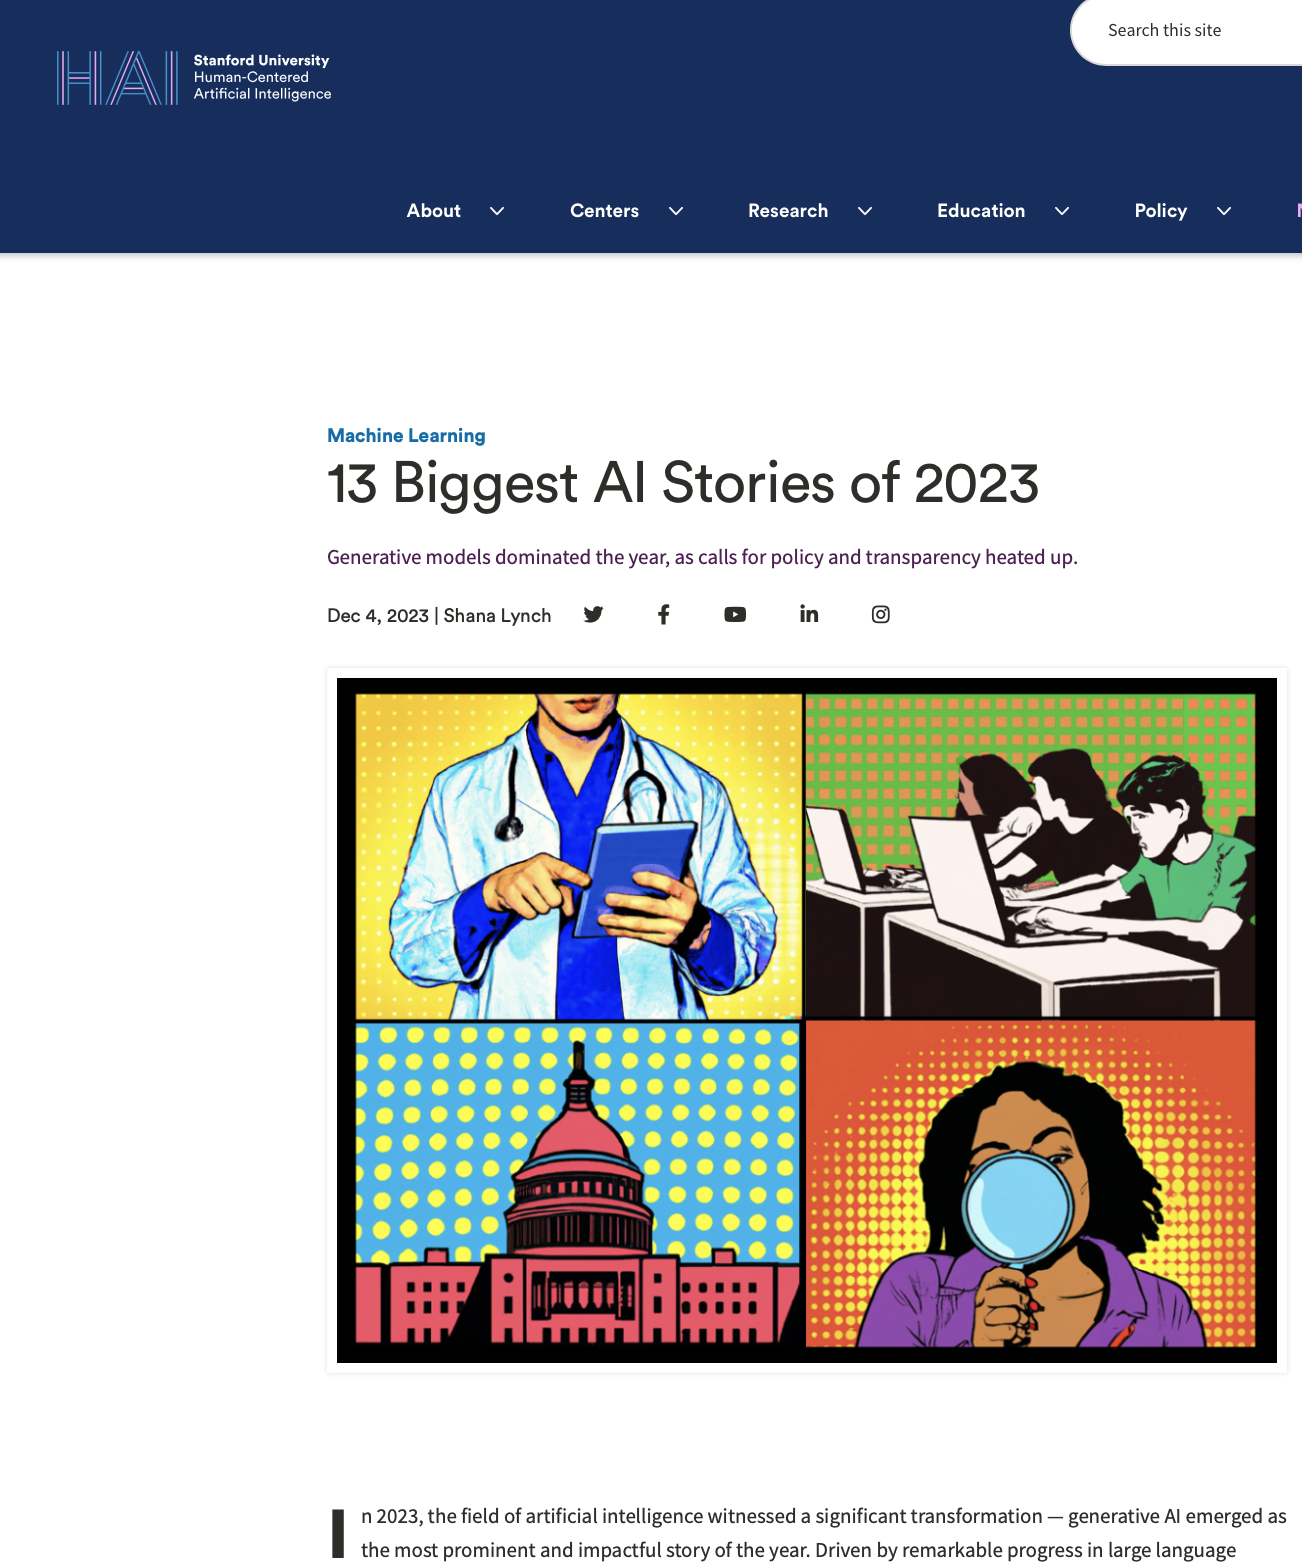 HAI
Stanford University
Human-Centered
Artificial Intelligence
Search this site
About
Centers
Research
Education
Policy
Machine Learning
13 Biggest AI Stories of 2023
Generative models dominated the year, as calls for policy and transparency heated up.
Dec 4, 2023 | Shana Lynch
In 2023, the field of artificial intelligence witnessed a significant transformation — generative AI emerged as
the most prominent and impactful story of the year. Driven by remarkable progress in large language